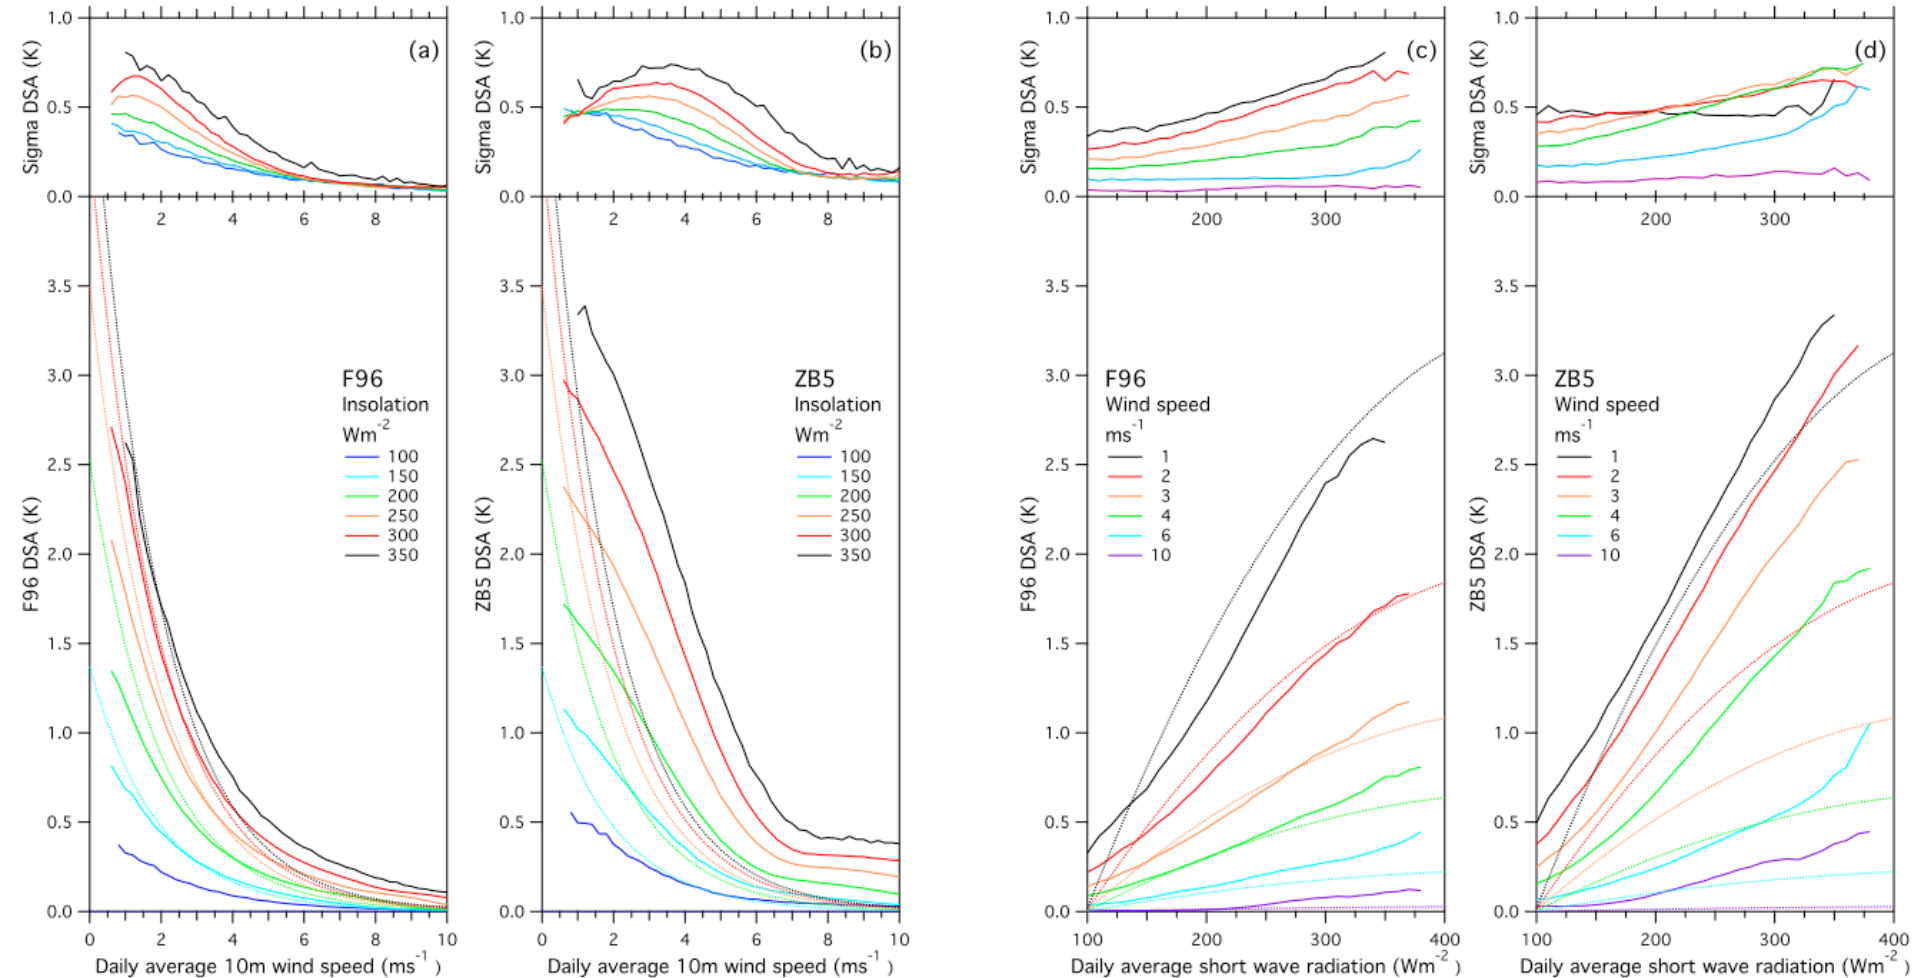 (a)
Sigma DSA (K)
1.0
0.5
0.0
2 4 6 8
3.5
3.0
2.5
2.0
1.5
1.0
0.5
0.0
F96 DSA (K)
F96
Insolation
Wm-2
100
150
200
250
300
350
0 2 4 6 8 10
Daily average 10m wind speed (ms-1)
(b)
Sigma DSA (K)
1.0
0.5
0.0
2 4 6 8
3.5
3.0
2.5
2.0
1.5
1.0
0.5
0.0
ZB5 DSA (K)
ZB5
Insolation
Wm-2
100
150
200
250
300
350
0 2 4 6 8 10
Daily average 10m wind speed (ms-1)
(c)
Sigma DSA (K)
1.0
0.5
0.0
200 300
3.5
3.0
2.5
2.0
1.5
1.0
0.5
0.0
F96 DSA (K)
F96
Wind speed
ms-1
1
2
3
4
6
10
100 200 300 400
Daily average short wave radiation (Wm-2)
(d)
Sigma DSA (K)
1.0
0.5
0.0
200 300
3.5
3.0
2.5
2.0
1.5
1.0
0.5
0.0
ZB5 DSA (K)
ZB5
Wind speed
ms-1
1
2
3
4
6
10
100 200 300 400
Daily average short wave radiation (Wm-2)